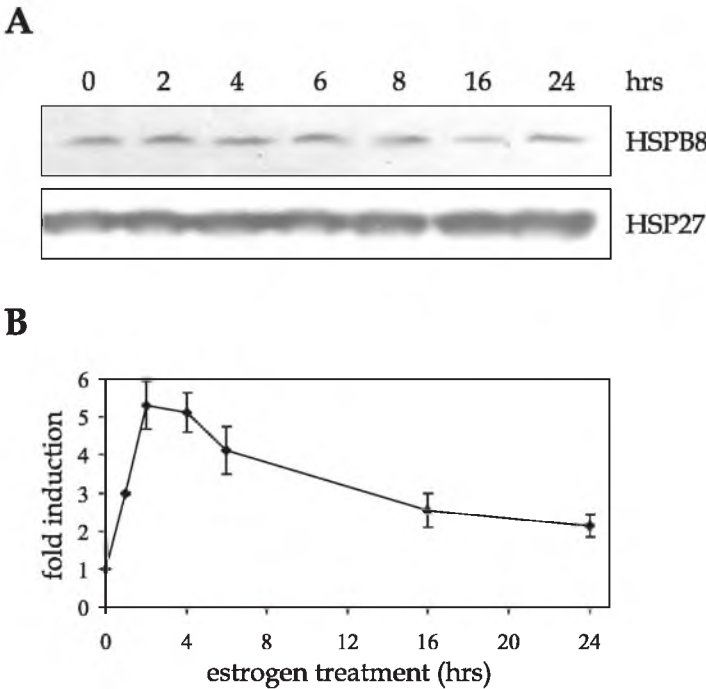 A
0 2 4 6 8 16 24 hrs
HSPB8
HSP27
B
6
5
4
3
2
1
0
fold induction
0 4 8 12 16 20 24
estrogen treatment (hrs)